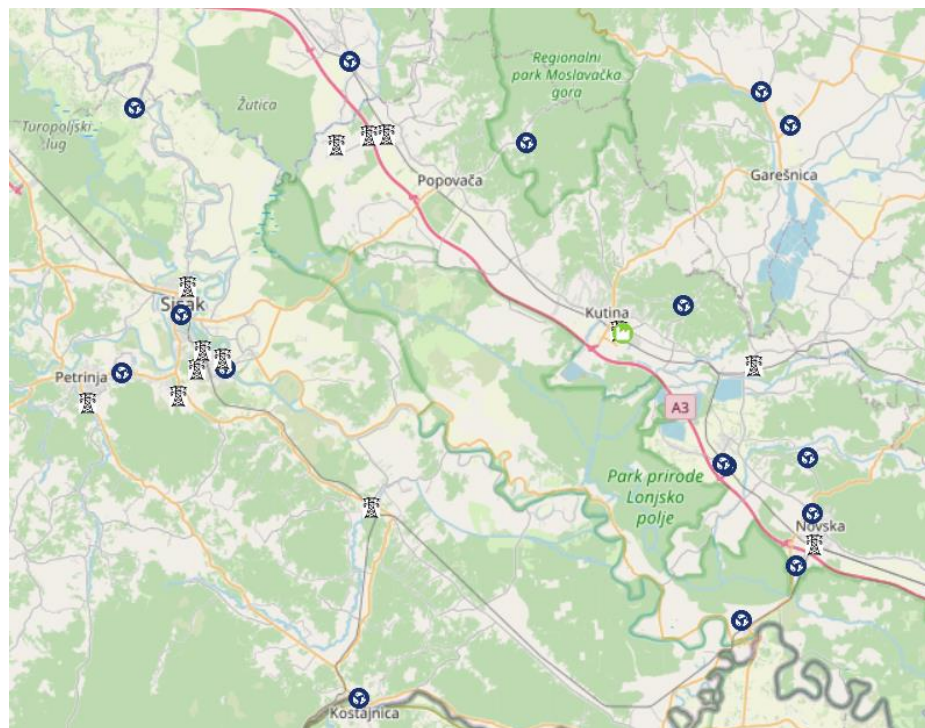 Regionalni
park Moslavačka
gora
Žutica
Turopoljski
lug
Popovača
Garešnica
Sisak
Kutina
Petrinja
A3
Park prirode
Lonjsko
polje
Novska
Kostajnica